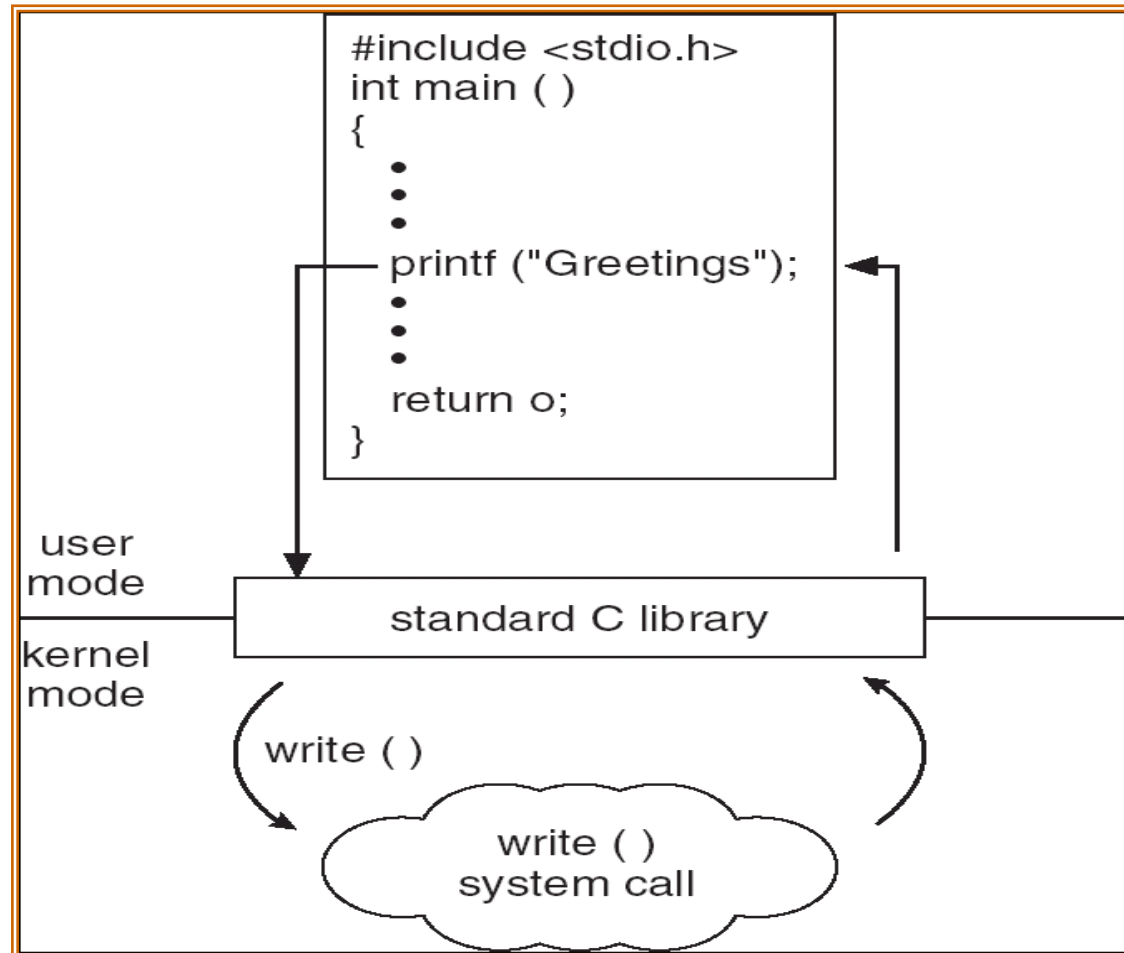 #include <stdio.h>
int main ( )
{
•
•
•
printf ("Greetings");
•
•
•
return o;
}
user
mode
standard C library
kernel
mode
write ( )
write ( )
system call